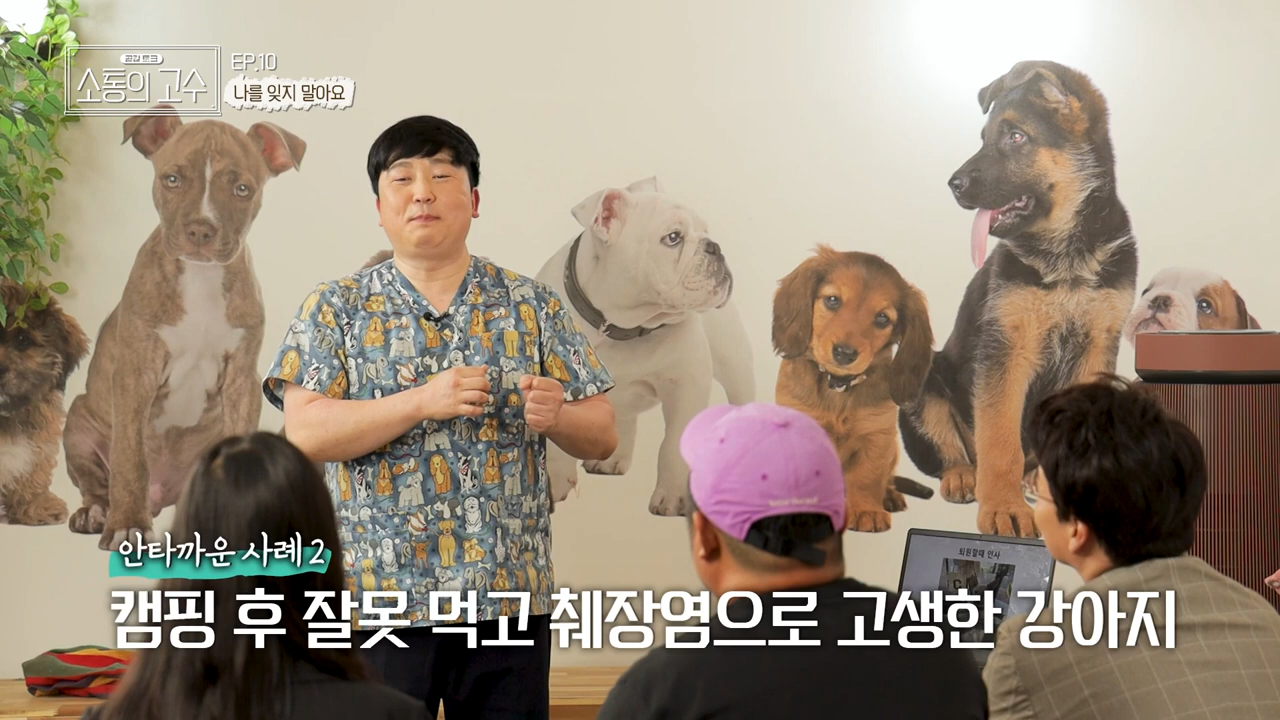 공감 토크
소통의 고수
EP.10
나를 잊지 말아요
퇴원할때 인사
안타까운 사례 2
캠핑 후 잘못 먹고 췌장염으로 고생한 강아지